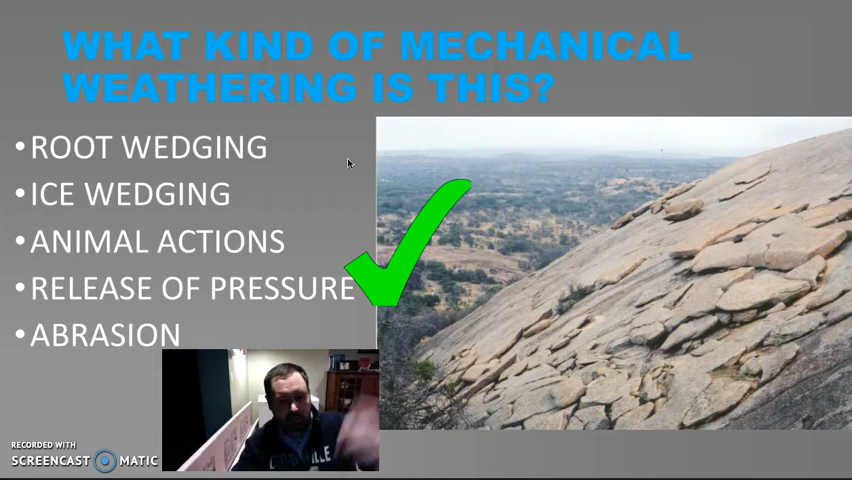 WHAT KIND OF MECHANICAL
WEATHERING IS THIS?
•ROOT WEDGING
•ICE WEDGING
•ANIMAL ACTIONS
•RELEASE OF PRESSURE
•ABRASION
RECORDED WITH
SCREENCAST MATIC